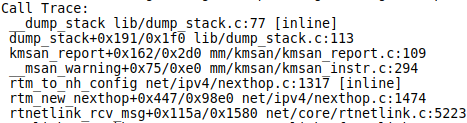 Call Trace:
__dump_stack lib/dump_stack.c:77 [inline]
dump_stack+0x191/0x1f0 lib/dump_stack.c:113
kmsan_report+0x162/0x2d0 mm/kmsan/kmsan_report.c:109
__msan_warning+0x75/0xe0 mm/kmsan/kmsan_instr.c:294
rtm_to_nh_config net/ipv4/nexthop.c:1317 [inline]
rtm_new_nexthop+0x447/0x98e0 net/ipv4/nexthop.c:1474
rtnetlink_rcv_msg+0x115a/0x1580 net/core/rtnetlink.c:5223